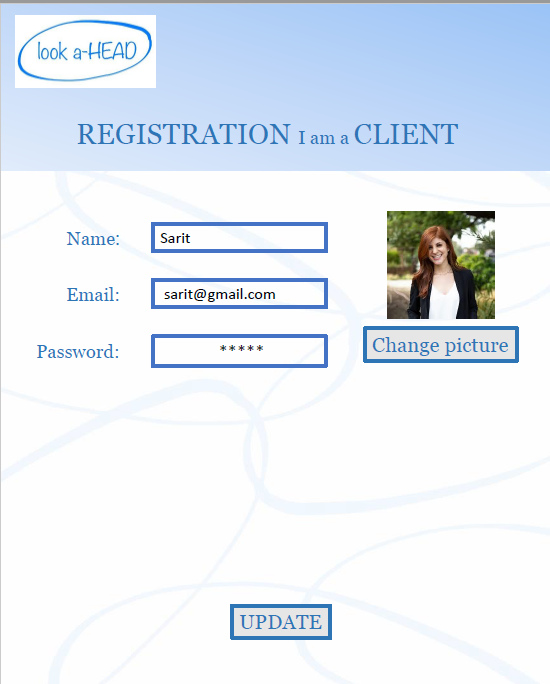 look a-HEAD
REGISTRATION I am a CLIENT
Name: Sarit
Email: sarit@gmail.com
Password: *****
Change picture
UPDATE